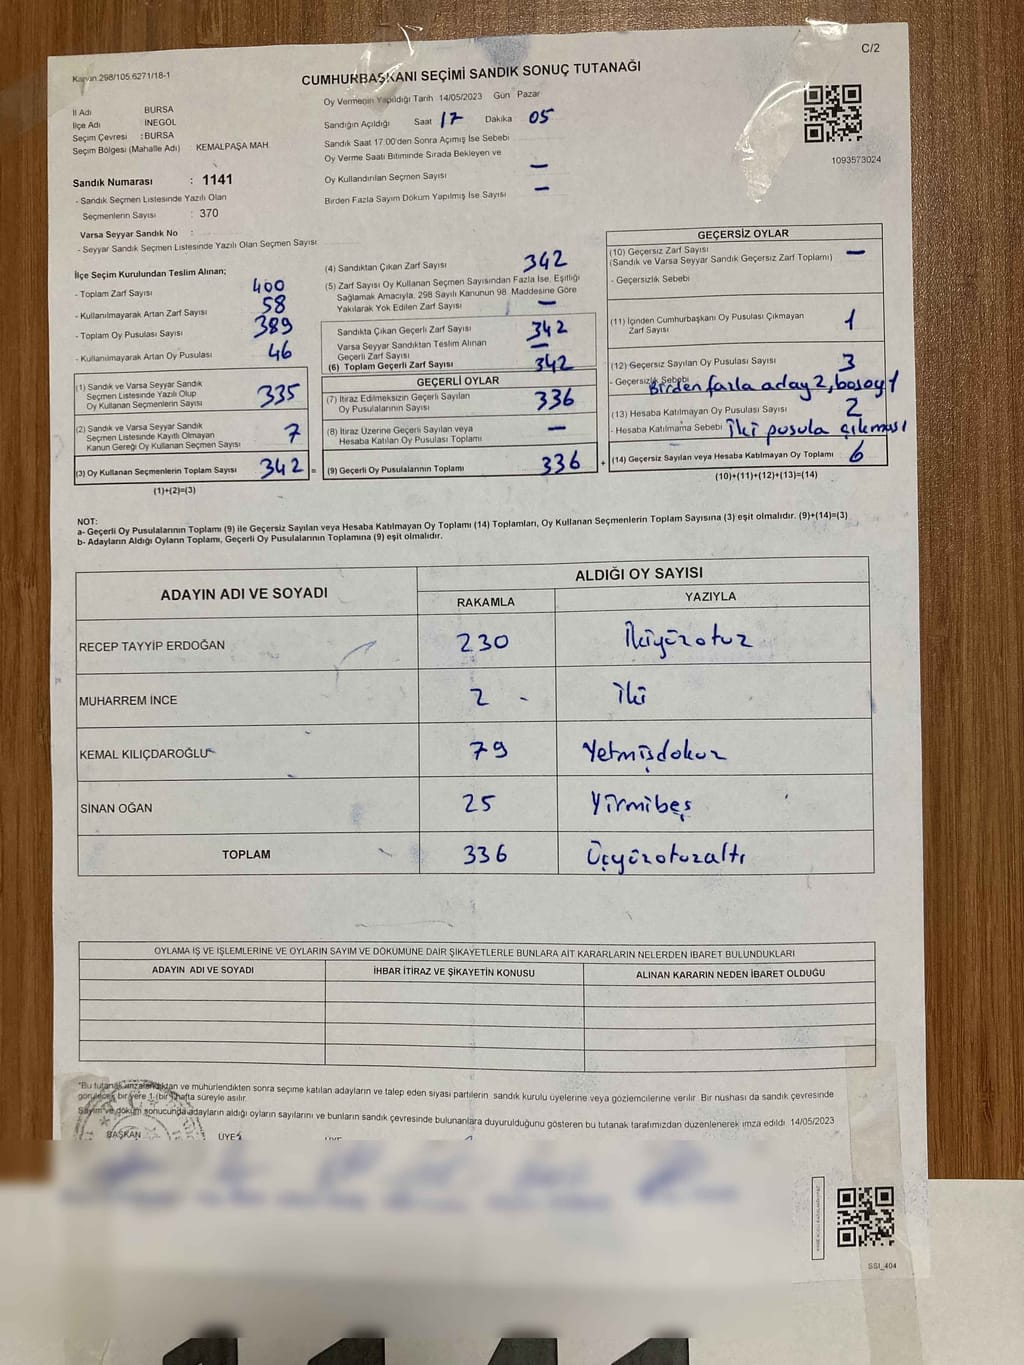 C/2
Kanun 298/105 6271/18-1
CUMHURBAŞKANI SEÇİMİ SANDIK SONUÇ TUTANAĞI
İl Adı BURSA
İlçe Adı İNEGÖL
Seçim Çevresi : BURSA
Seçim Bölgesi (Mahalle Adı) KEMALPAŞA MAH
Oy Vermenin Yapıldığı Tarih 14/05/2023 Gün Pazar
Sandığın Açıldığı Saat 17 Dakika 05
Sandık Saat 17:00'den Sonra Açımış İse Sebebi
Oy Verme Saati Bitiminde Sırada Bekleyen ve
Oy Kullandırılan Seçmen Sayısı —
Birden Fazla Sayım Döküm Yapılmış İse Sayısı —
1093573024
Sandık Numarası : 1141
- Sandık Seçmen Listesinde Yazılı Olan
Seçmenlerin Sayısı : 370
Varsa Seyyar Sandık No :
- Seyyar Sandık Seçmen Listesinde Yazılı Olan Seçmen Sayısı
İlçe Seçim Kurulundan Teslim Alınan;
- Toplam Zarf Sayısı 400
- Kullanılmayarak Artan Zarf Sayısı 58
- Toplam Oy Pusulası Sayısı 389
- Kullanılmayarak Artan Oy Pusulası 46
(1) Sandık ve Varsa Seyyar Sandık
Seçmen Listesinde Yazılı Olup
Oy Kullanan Seçmenlerin Sayısı 335
(2) Sandık ve Varsa Seyyar Sandık
Seçmen Listesinde Kayıtlı Olmayan
Kanun Gereği Oy Kullanan Seçmen Sayısı 7
(3) Oy Kullanan Seçmenlerin Toplam Sayısı 342 =
(1)+(2)=(3)
(4) Sandıktan Çıkan Zarf Sayısı 342
(5) Zarf Sayısı Oy Kullanan Seçmen Sayısından Fazla İse, Eşitliği
Sağlamak Amacıyla, 298 Sayılı Kanunun 98 Maddesine Göre
Yakılarak Yok Edilen Zarf Sayısı —
Sandıkta Çıkan Geçerli Zarf Sayısı 342
Varsa Seyyar Sandıktan Teslim Alınan
Geçerli Zarf Sayısı —
(6) Toplam Geçerli Zarf Sayısı 342
GEÇERLİ OYLAR
(7) İtiraz Edilmeksizin Geçerli Sayılan
Oy Pusulalarının Sayısı 336
(8) İtiraz Üzerine Geçerli Sayılan veya
Hesaba Katılan Oy Pusulası Toplamı —
(9) Geçerli Oy Pusulalarının Toplamı 336 +
GEÇERSİZ OYLAR
(10) Geçersiz Zarf Sayısı
(Sandık ve Varsa Seyyar Sandık Geçersiz Zarf Toplamı) —
- Geçersizlik Sebebi
(11) İçinden Cumhurbaşkanı Oy Pusulası Çıkmayan
Zarf Sayısı 1
(12) Geçersiz Sayılan Oy Pusulası Sayısı 3
- Geçersizlik Sebebi Birden fazla aday 2, boş oy 1
(13) Hesaba Katılmayan Oy Pusulası Sayısı 2
- Hesaba Katılmama Sebebi İki pusula çıkması
(14) Geçersiz Sayılan veya Hesaba Katılmayan Oy Toplamı 6
(10)+(11)+(12)+(13)=(14)
NOT:
a- Geçerli Oy Pusulalarının Toplamı (9) ile Geçersiz Sayılan veya Hesaba Katılmayan Oy Toplamı (14) Toplamları, Oy Kullanan Seçmenlerin Toplam Sayısına (3) eşit olmalıdır. (9)+(14)=(3)
b- Adayların Aldığı Oyların Toplamı, Geçerli Oy Pusulalarının Toplamına (9) eşit olmalıdır.
ADAYIN ADI VE SOYADI
ALDIĞI OY SAYISI
RAKAMLA YAZIYLA
RECEP TAYYİP ERDOĞAN 230 İkiyüzotuz
MUHARREM İNCE 2 İki
KEMAL KILIÇDAROĞLU 79 Yetmişdokuz
SİNAN OĞAN 25 Yirmibeş
TOPLAM 336 Üçyüzotuzaltı
OYLAMA İŞ VE İŞLEMLERİNE VE OYLARIN SAYIM VE DÖKÜMÜNE DAİR ŞİKAYETLERLE BUNLARA AİT KARARLARIN NELERDEN İBARET BULUNDUKLARI
ADAYIN ADI VE SOYADI İHBAR İTİRAZ VE ŞİKAYETİN KONUSU ALINAN KARARIN NEDEN İBARET OLDUĞU
"Bu tutanak imzalandıktan ve mühürlendikten sonra seçime katılan adayların ve talep eden siyasi partilerin sandık kurulu üyelerine veya gözlemcilerine verilir. Bir nüshası da sandık çevresinde
görülecek bir yere 1 (bir) hafta süreyle asılır.
Sayım ve döküm sonucunda adayların aldığı oyların sayılarını ve bunların sandık çevresinde bulunanlara duyurulduğunu gösteren bu tutanak tarafımızdan düzenlenerek imza edildi 14/05/2023
BAŞKAN ÜYE ÜYE
SSİ_404